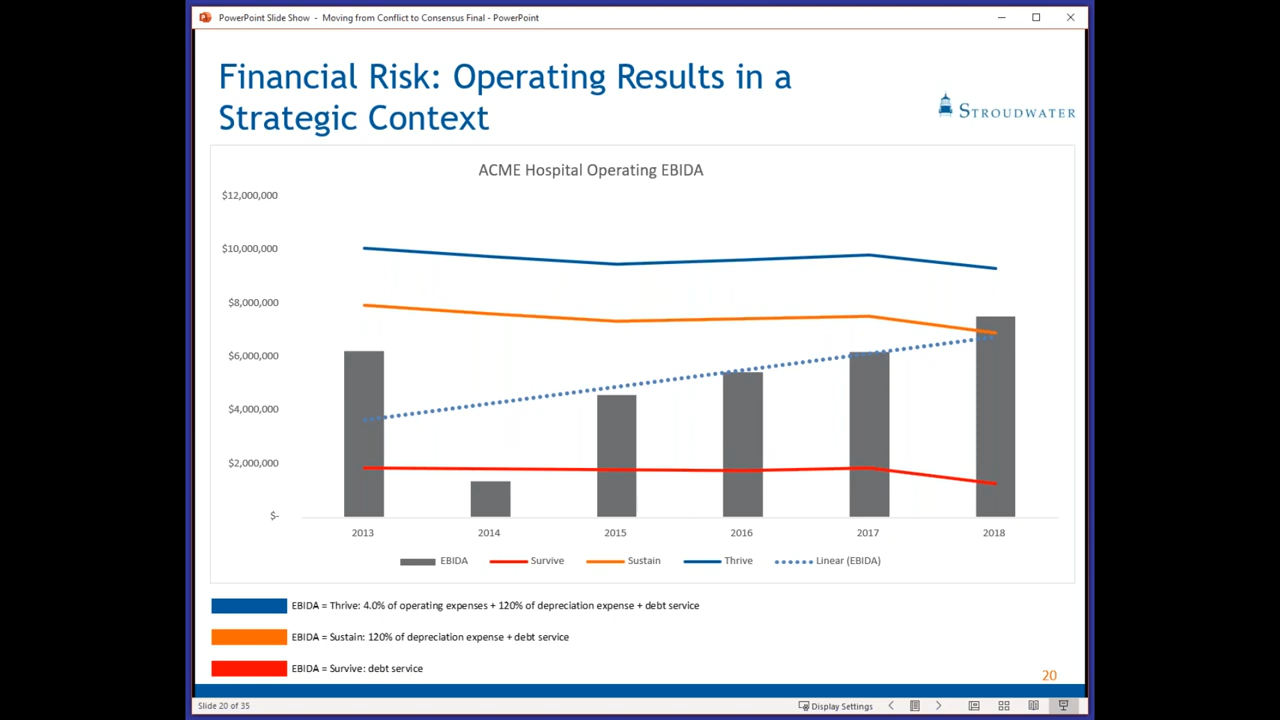 PowerPoint Slide Show - Moving from Conflict to Consensus Final - PowerPoint
Financial Risk: Operating Results in a
Strategic Context
STROUDWATER
ACME Hospital Operating EBIDA
$12,000,000
$10,000,000
$8,000,000
$6,000,000
$4,000,000
$2,000,000
$-
2013 2014 2015 2016 2017 2018
EBIDA Survive Sustain Thrive Linear (EBIDA)
EBIDA = Thrive: 4.0% of operating expenses + 120% of depreciation expense + debt service
EBIDA = Sustain: 120% of depreciation expense + debt service
EBIDA = Survive: debt service
20
Slide 20 of 35
Display Settings